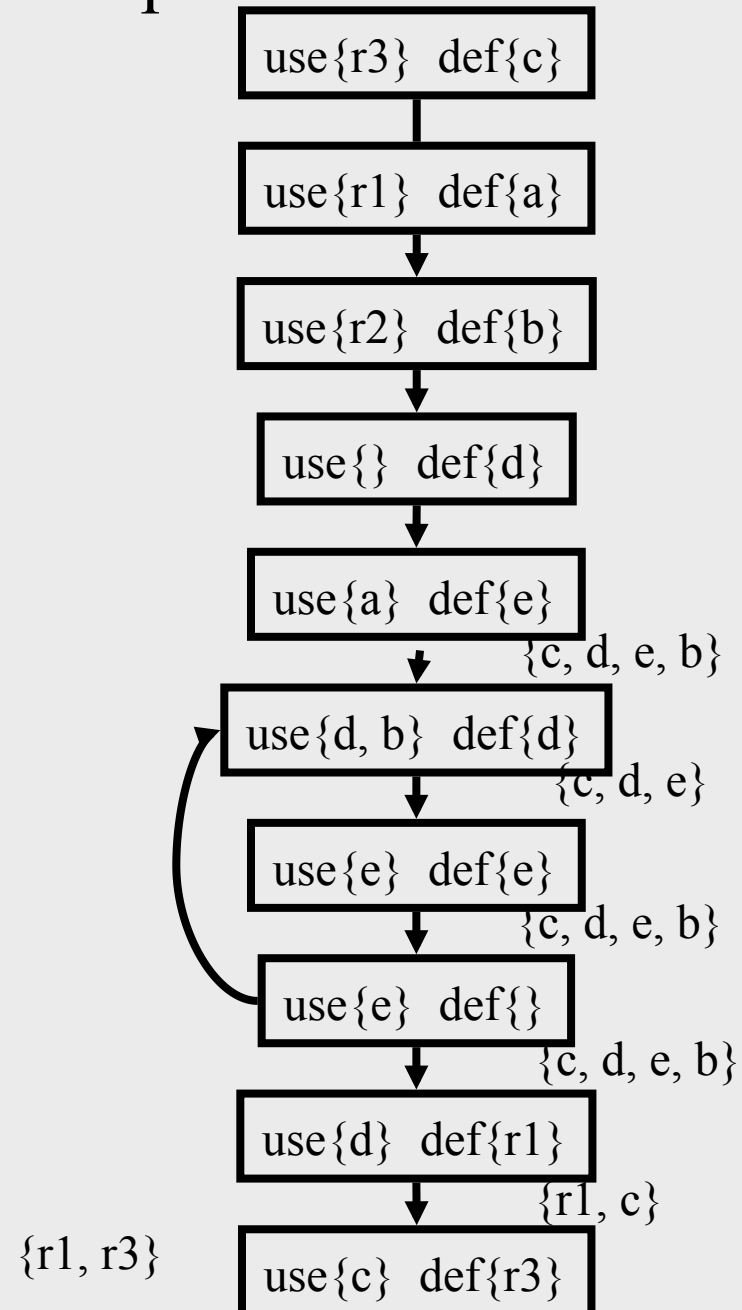 use{r3} def{c}
use{r1} def{a}
use{r2} def{b}
use{} def{d}
use{a} def{e}
{c, d, e, b}
use{d, b} def{d}
{c, d, e}
use{e} def{e}
{c, d, e, b}
use{e} def{}
{c, d, e, b}
use{d} def{r1}
{r1, c}
{r1, r3}
use{c} def{r3}